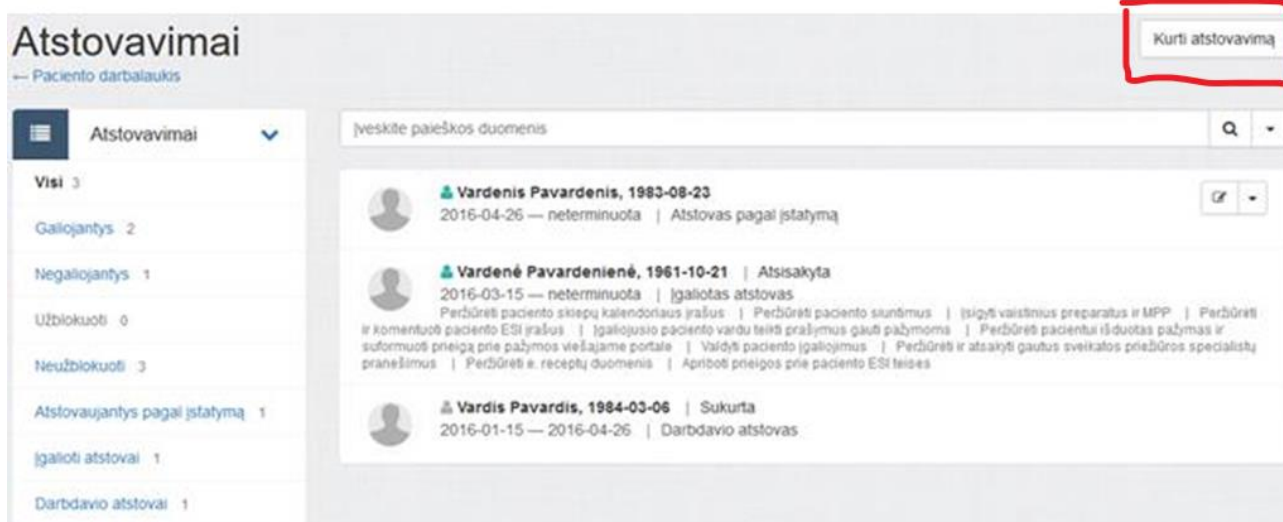 Atstovavimai
Kurti atstovavimą
← Paciento darbalaukis
Atstovavimai
Įveskite paieškos duomenis
Visi 3
Galiojantys 2
Negaliojantys 1
Užblokuoti 0
Neužblokuoti 3
Atstovaujantys pagal įstatymą 1
Įgalioti atstovai 1
Darbdavio atstovai 1
Vardenis Pavardenis, 1983-08-23
2016-04-26 — neterminuota | Atstovas pagal įstatymą
Vardenė Pavardenienė, 1961-10-21 | Atsisakyta
2016-03-15 — neterminuota | Įgaliotas atstovas
Peržiūrėti paciento skiepų kalendoriaus įrašus | Peržiūrėti paciento siuntimus | Įsigyti vaistinius preparatus ir MPP | Peržiūrėti
ir komentuoti paciento ESI įrašus | Įgaliojusio paciento vardu teikti prašymus gauti pažymoms | Peržiūrėti pacientui išduotas pažymas ir
suformuoti prieigą prie pažymos viešajame portale | Valdyti paciento įgaliojimus | Peržiūrėti ir atsakyti gautus sveikatos priežiūros specialistų
pranešimus | Peržiūrėti e. receptų duomenis | Apriboti prieigos prie paciento ESI teises
Vardis Pavardis, 1984-03-06 | Sukurta
2016-01-15 — 2016-04-26 | Darbdavio atstovas